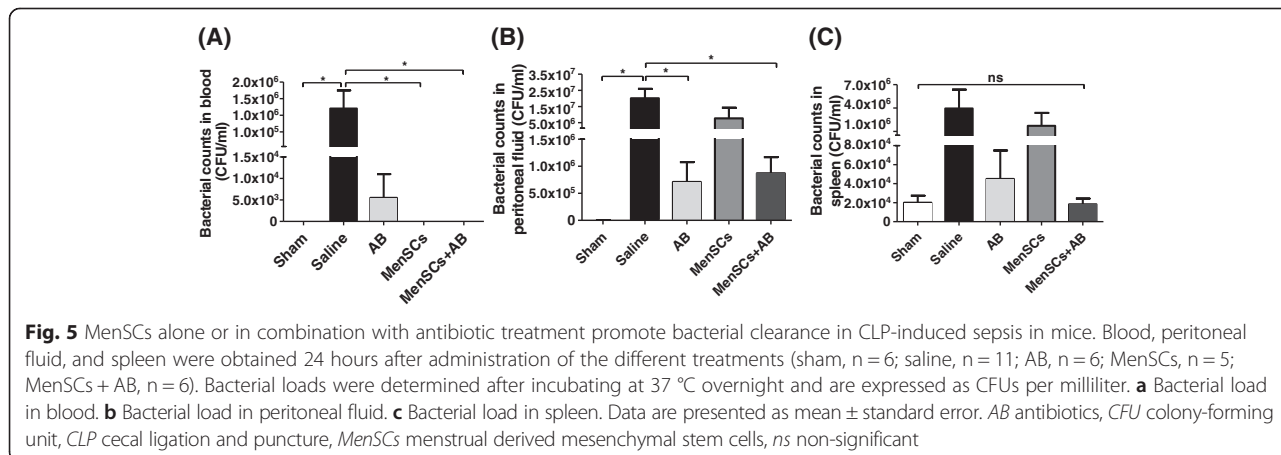 (A)
(B)
(C)
Bacterial counts in blood
(CFU/ml)
2.0x10⁶
1.6x10⁶
1.0x10⁶
1.0x10⁵
1.0x10⁴
5.0x10³
0
* * *
Sham
Saline
AB
MenSCs
MenSCs+AB
Bacterial counts in
peritoneal fluid (CFU/ml)
3.5x10⁷
2.5x10⁷
1.5x10⁷
5.0x10⁶
1.5x10⁶
1.0x10⁶
5.0x10⁵
0
* * *
Sham
Saline
AB
MenSCs
MenSCs+AB
Bacterial counts in
spleen (CFU/ml)
7.0x10⁶
4.0x10⁶
1.0x10⁶
8.0x10⁴
6.0x10⁴
4.0x10⁴
2.0x10⁴
0
ns
Sham
Saline
AB
MenSCs
MenSCs+AB
Fig. 5 MenSCs alone or in combination with antibiotic treatment promote bacterial clearance in CLP-induced sepsis in mice. Blood, peritoneal
fluid, and spleen were obtained 24 hours after administration of the different treatments (sham, n = 6; saline, n = 11; AB, n = 6; MenSCs, n = 5;
MenSCs + AB, n = 6). Bacterial loads were determined after incubating at 37 °C overnight and are expressed as CFUs per milliliter. a Bacterial load
in blood. b Bacterial load in peritoneal fluid. c Bacterial load in spleen. Data are presented as mean ± standard error. AB antibiotics, CFU colony-forming
unit, CLP cecal ligation and puncture, MenSCs menstrual derived mesenchymal stem cells, ns non-significant